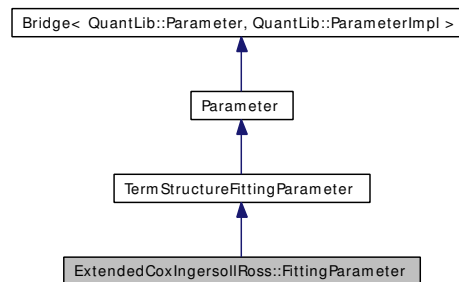 Bridge< QuantLib::Parameter, QuantLib::ParameterImpl >
Parameter
TermStructureFittingParameter
ExtendedCoxIngersollRoss::FittingParameter